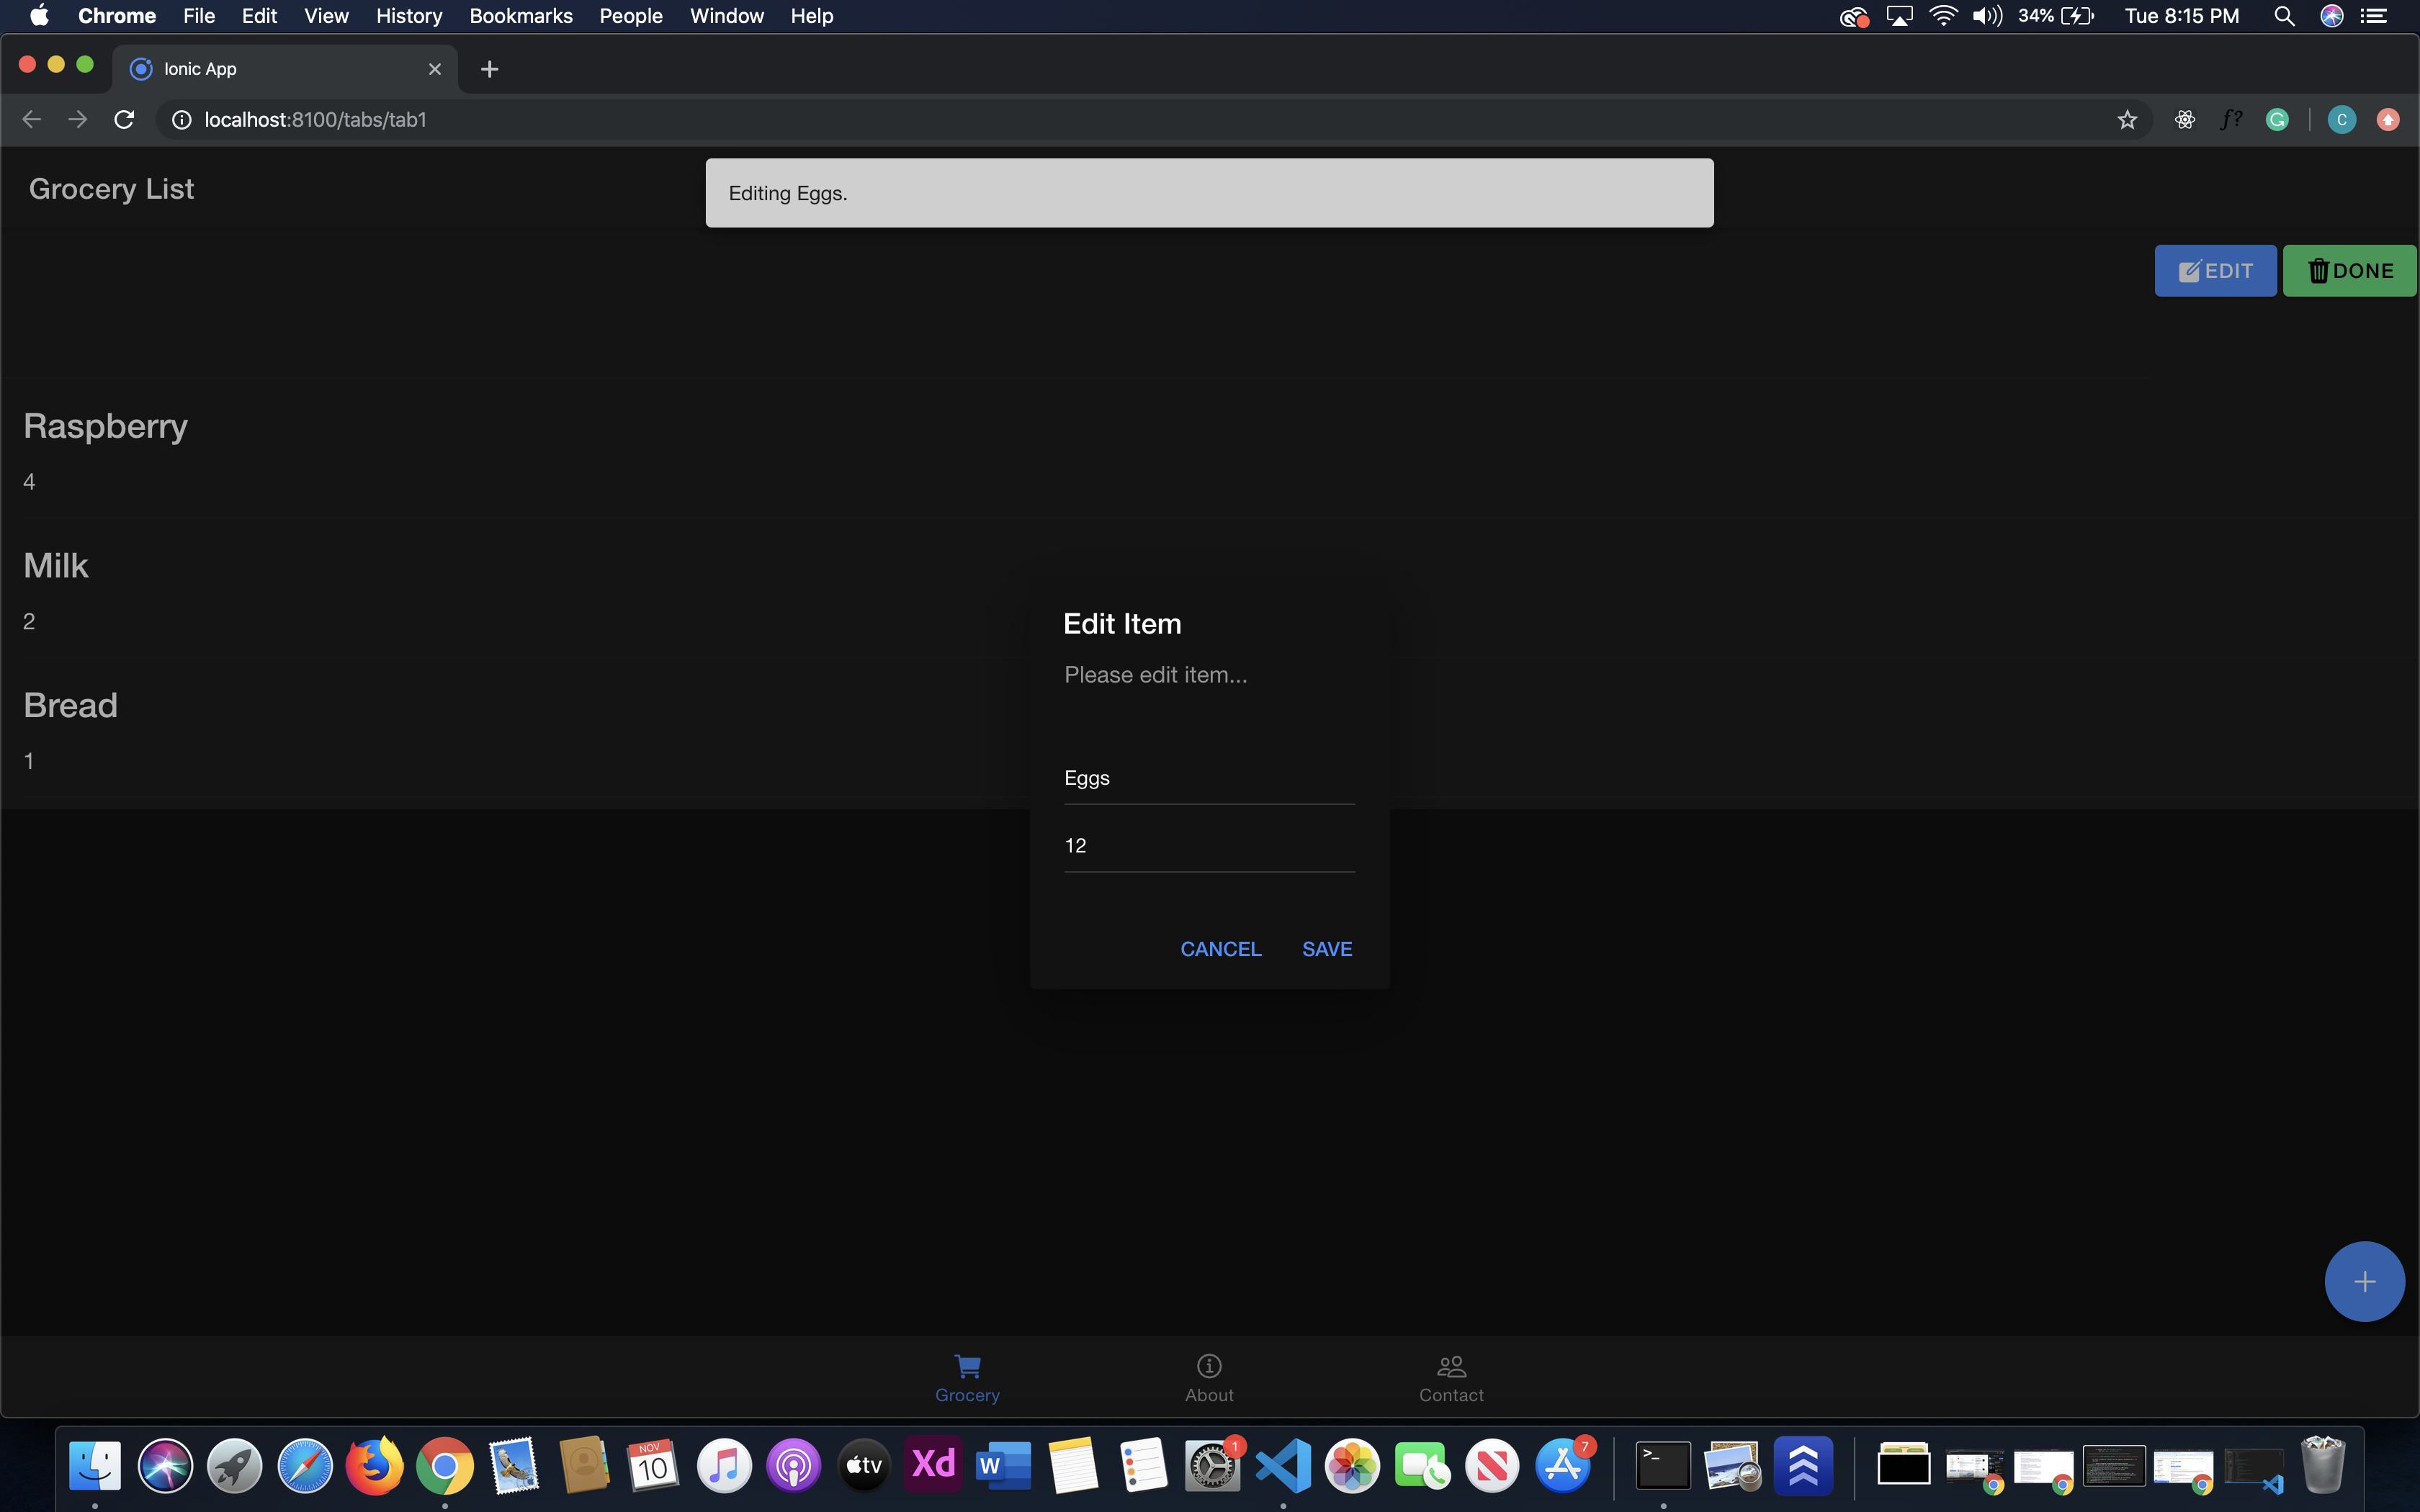 Chrome File Edit View History Bookmarks People Window Help 34% Tue 8:15 PM
Ionic App
localhost:8100/tabs/tab1 f? C
Grocery List
Editing Eggs.
EDIT DONE
Raspberry
4
Milk
2
Bread
1
Edit Item
Please edit item...
Eggs
12
CANCEL SAVE
Grocery About Contact
NOV
10
tv
Xd
W
1
7
>_